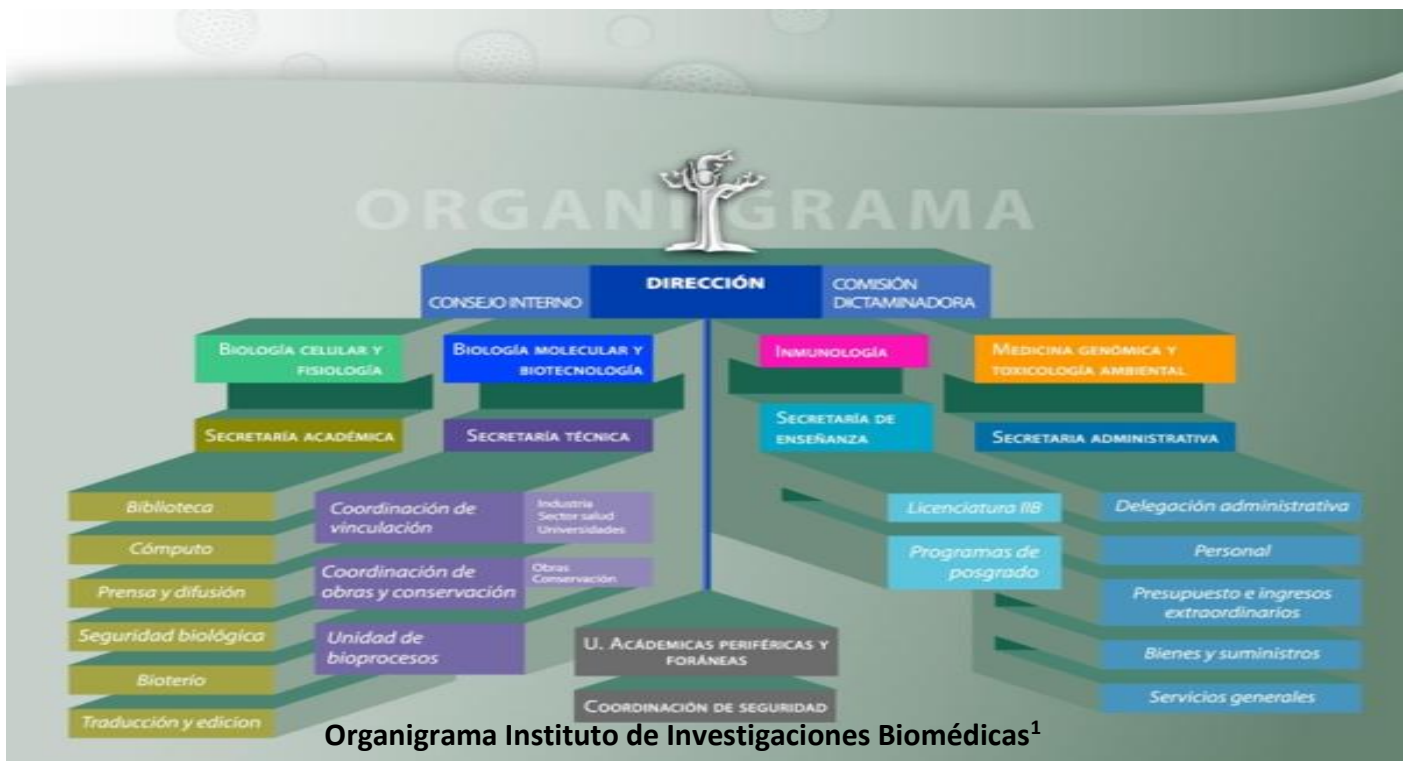 ORGANIGRAMA
CONSEJO INTERNO
DIRECCIÓN
COMISIÓN
DICTAMINADORA
BIOLOGÍA CELULAR Y
FISIOLOGÍA
BIOLOGÍA MOLECULAR Y
BIOTECNOLOGÍA
INMUNOLOGÍA
MEDICINA GENÓMICA Y
TOXICOLOGÍA AMBIENTAL
SECRETARÍA ACADÉMICA
SECRETARÍA TÉCNICA
SECRETARÍA DE
ENSEÑANZA
SECRETARIA ADMINISTRATIVA
Biblioteca
Cómputo
Prensa y difusión
Seguridad biológica
Bioterio
Traducción y edicion
Coordinación de
vinculación
Industria
Sector salud
Universidades
Coordinación de
obras y conservación
Obras
Conservación
Unidad de
bioprocesos
U. ACÁDEMICAS PERIFÉRICAS Y
FORÁNEAS
COORDINACIÓN DE SEGURIDAD
Licenciatura IIB
Programas de
posgrado
Delegación administrativa
Personal
Presupuesto e ingresos
extraordinarios
Bienes y suministros
Servicios generales
Organigrama Instituto de Investigaciones Biomédicas¹